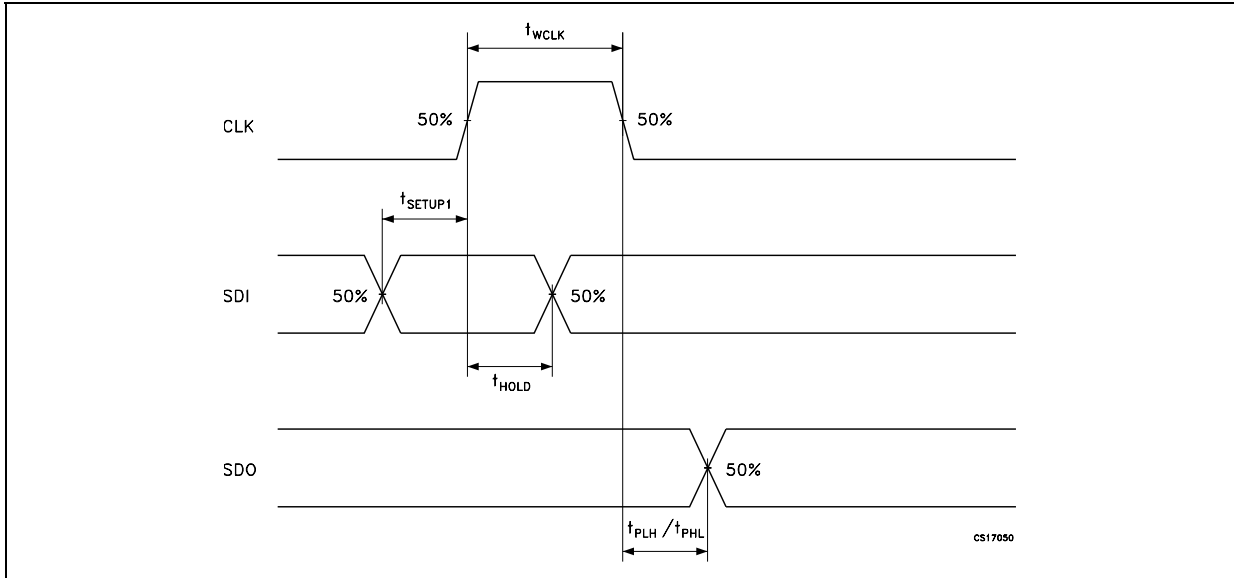 tWCLK
CLK
50%
50%
tSETUP1
SDI
50%
50%
tHOLD
SDO
50%
tPLH /tPHL
CS17050